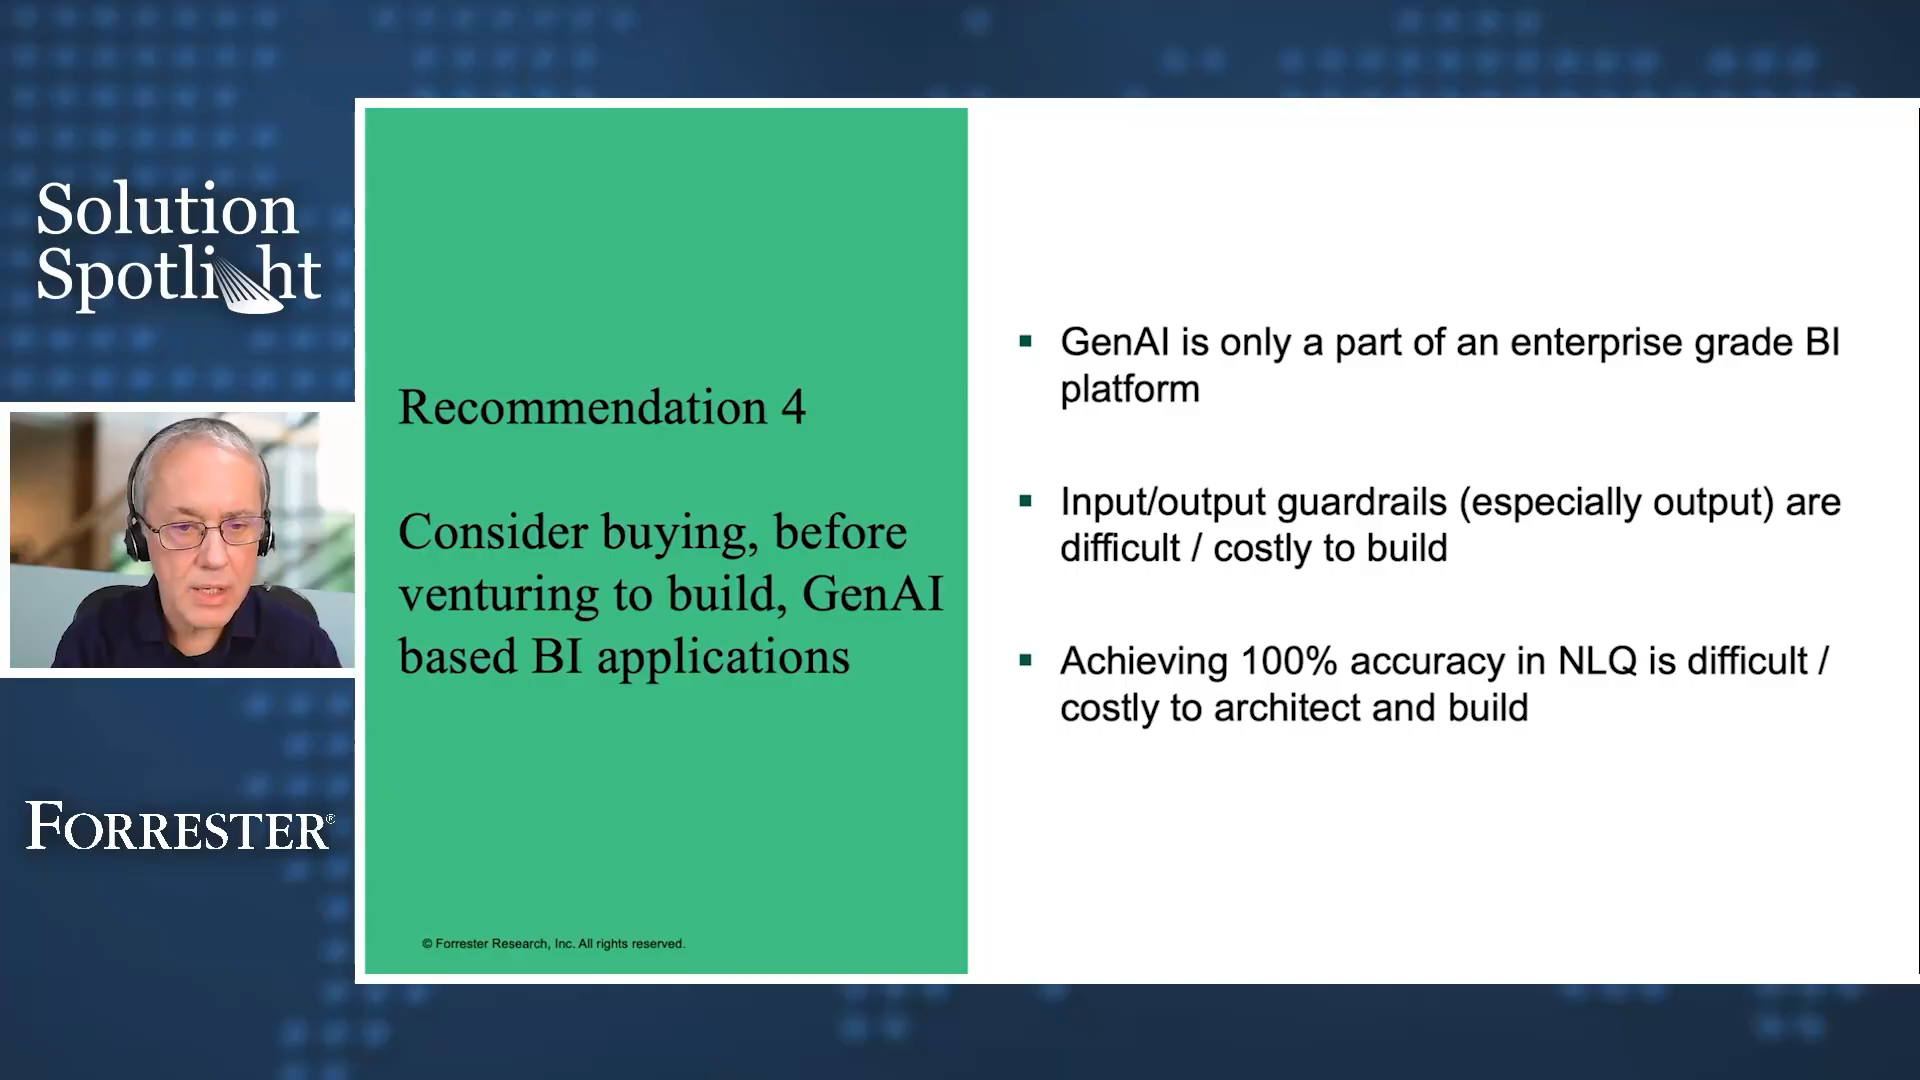 Solution
Spotlight
FORRESTER®
Recommendation 4
Consider buying, before
venturing to build, GenAI
based BI applications
© Forrester Research, Inc. All rights reserved.
▪ GenAI is only a part of an enterprise grade BI
platform
▪ Input/output guardrails (especially output) are
difficult / costly to build
▪ Achieving 100% accuracy in NLQ is difficult /
costly to architect and build